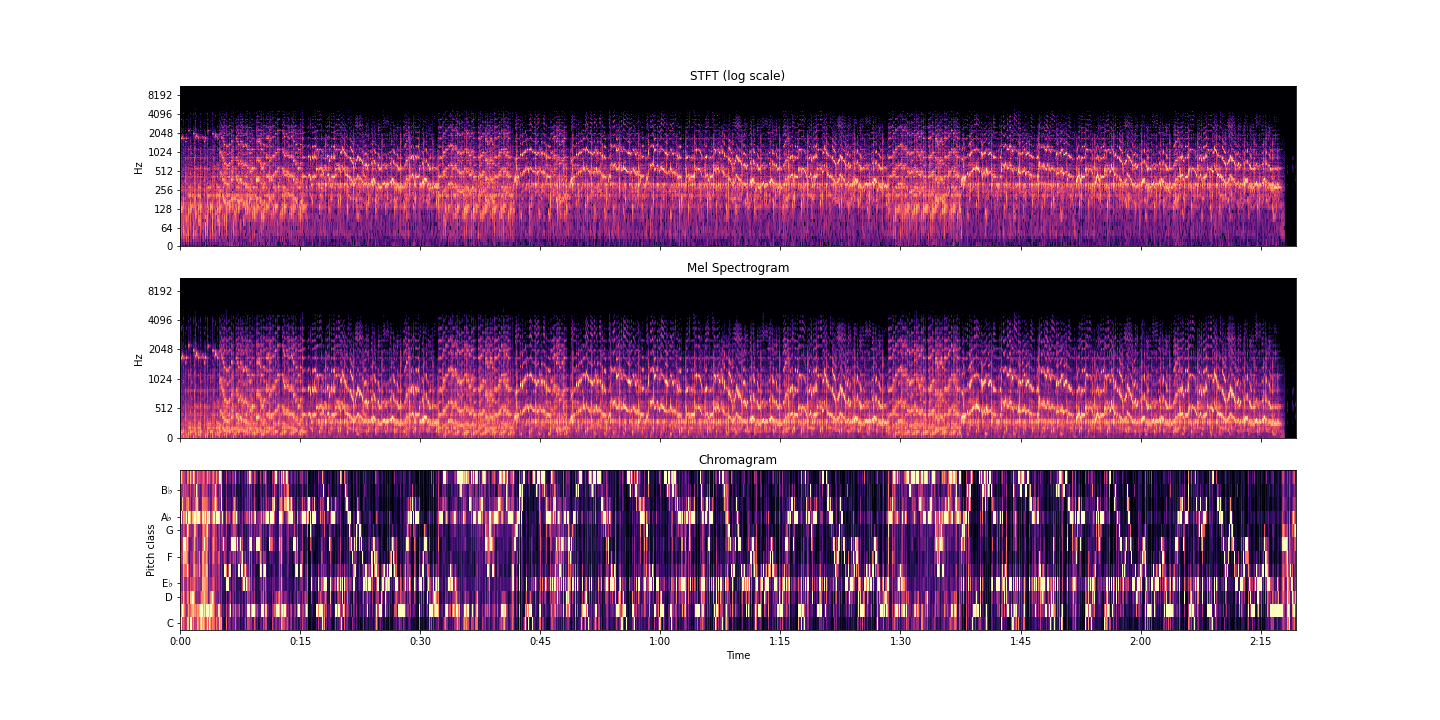 STFT (log scale)
8192
4096
2048
1024
512
256
128
64
0
Hz
Mel Spectrogram
8192
4096
2048
1024
512
0
Hz
Chromagram
B♭
A♭
G
F
E♭
D
C
Pitch class
0:00 0:15 0:30 0:45 1:00 1:15 1:30 1:45 2:00 2:15
Time